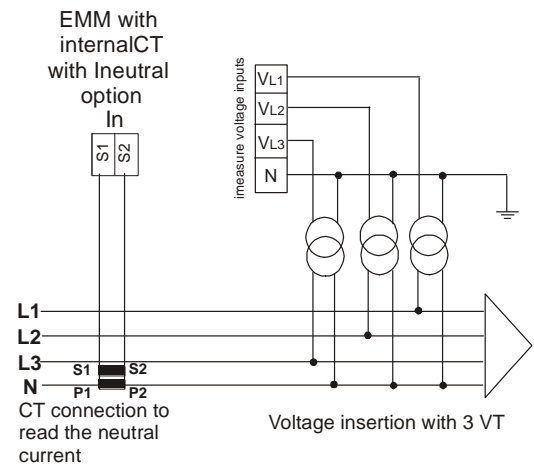 EMM with
internalCT
with Ineutral
option
In
S1 S2
imeasure voltage inputs
VL1
VL2
VL3
N
L1
L2
L3
N
S1 S2
P1 P2
CT connection to
read the neutral
current
Voltage insertion with 3 VT